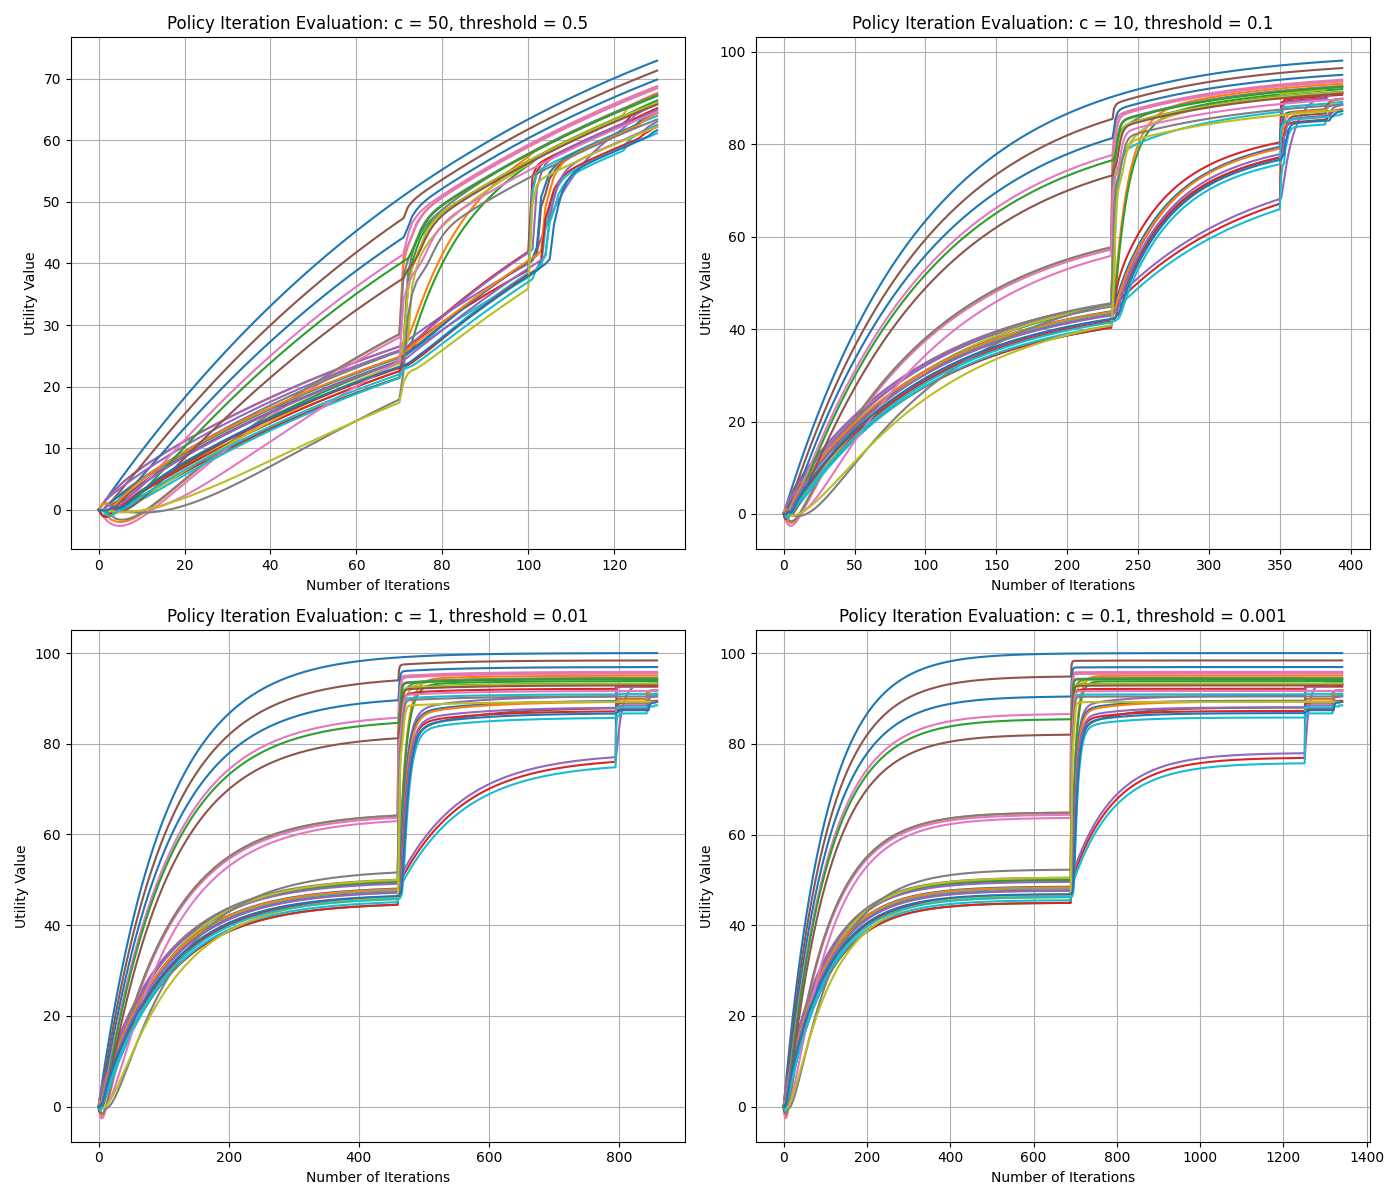 Policy Iteration Evaluation: c = 50, threshold = 0.5
Utility Value
70
60
50
40
30
20
10
0
0 20 40 60 80 100 120
Number of Iterations
Policy Iteration Evaluation: c = 10, threshold = 0.1
Utility Value
100
80
60
40
20
0
0 50 100 150 200 250 300 350 400
Number of Iterations
Policy Iteration Evaluation: c = 1, threshold = 0.01
Utility Value
100
80
60
40
20
0
0 200 400 600 800
Number of Iterations
Policy Iteration Evaluation: c = 0.1, threshold = 0.001
Utility Value
100
80
60
40
20
0
0 200 400 600 800 1000 1200 1400
Number of Iterations